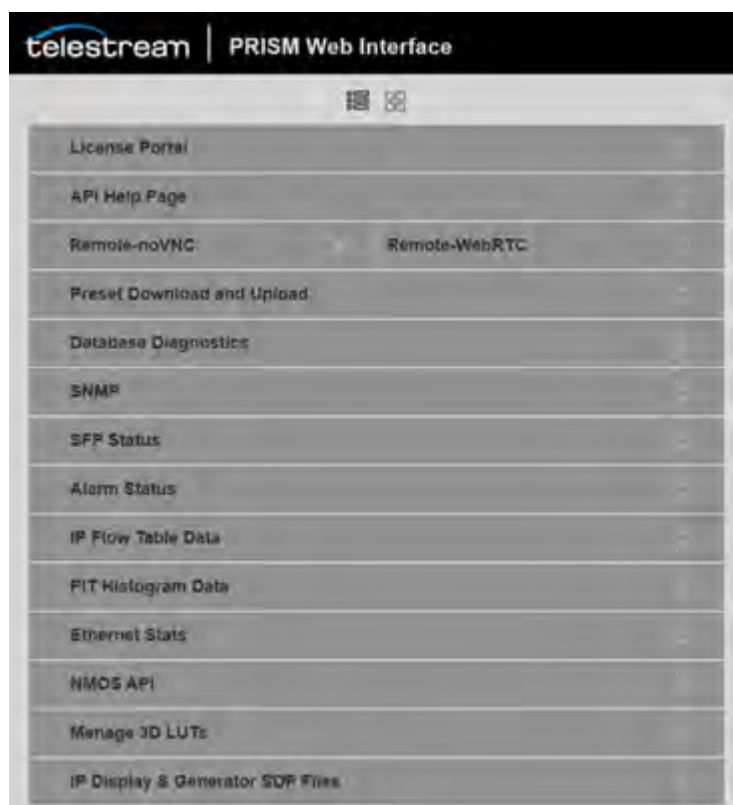 telestream | PRISM Web Interface
License Portal
API Help Page
Remote-noVNC Remote-WebRTC
Preset Download and Upload
Database Diagnostics
SNMP
SFP Status
Alarm Status
IP Flow Table Data
PIT Histogram Data
Ethernet Stats
NMOS API
Manage 3D LUTs
IP Display & Generator SDP Files